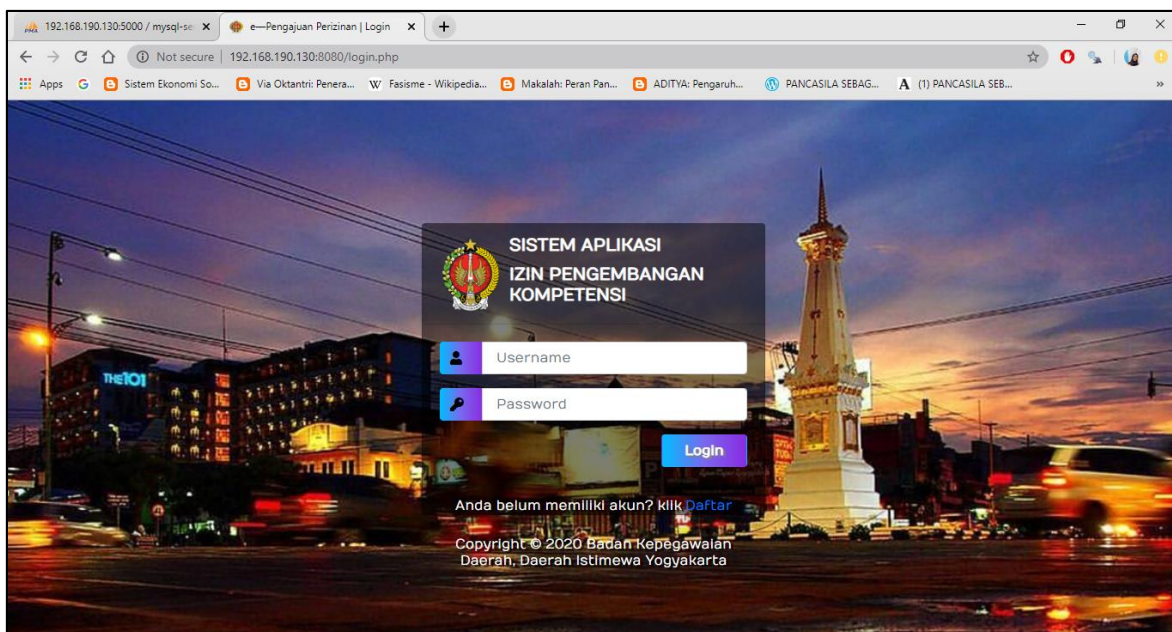 192.168.190.130:5000 / mysql-se
e—Pengajuan Perizinan | Login
Not secure | 192.168.190.130:8080/login.php
Apps
Sistem Ekonomi So...
Via Oktantri: Penera...
Fasisme - Wikipedia...
Makalah: Peran Pan...
ADITYA: Pengaruh...
PANCASILA SEBAG...
(1) PANCASILA SEB...
SISTEM APLIKASI
IZIN PENGEMBANGAN
KOMPETENSI
THE 101
Username
Password
Login
Anda belum memiliki akun? klik Daftar
Copyright © 2020 Badan Kepegawaian
Daerah, Daerah Istimewa Yogyakarta